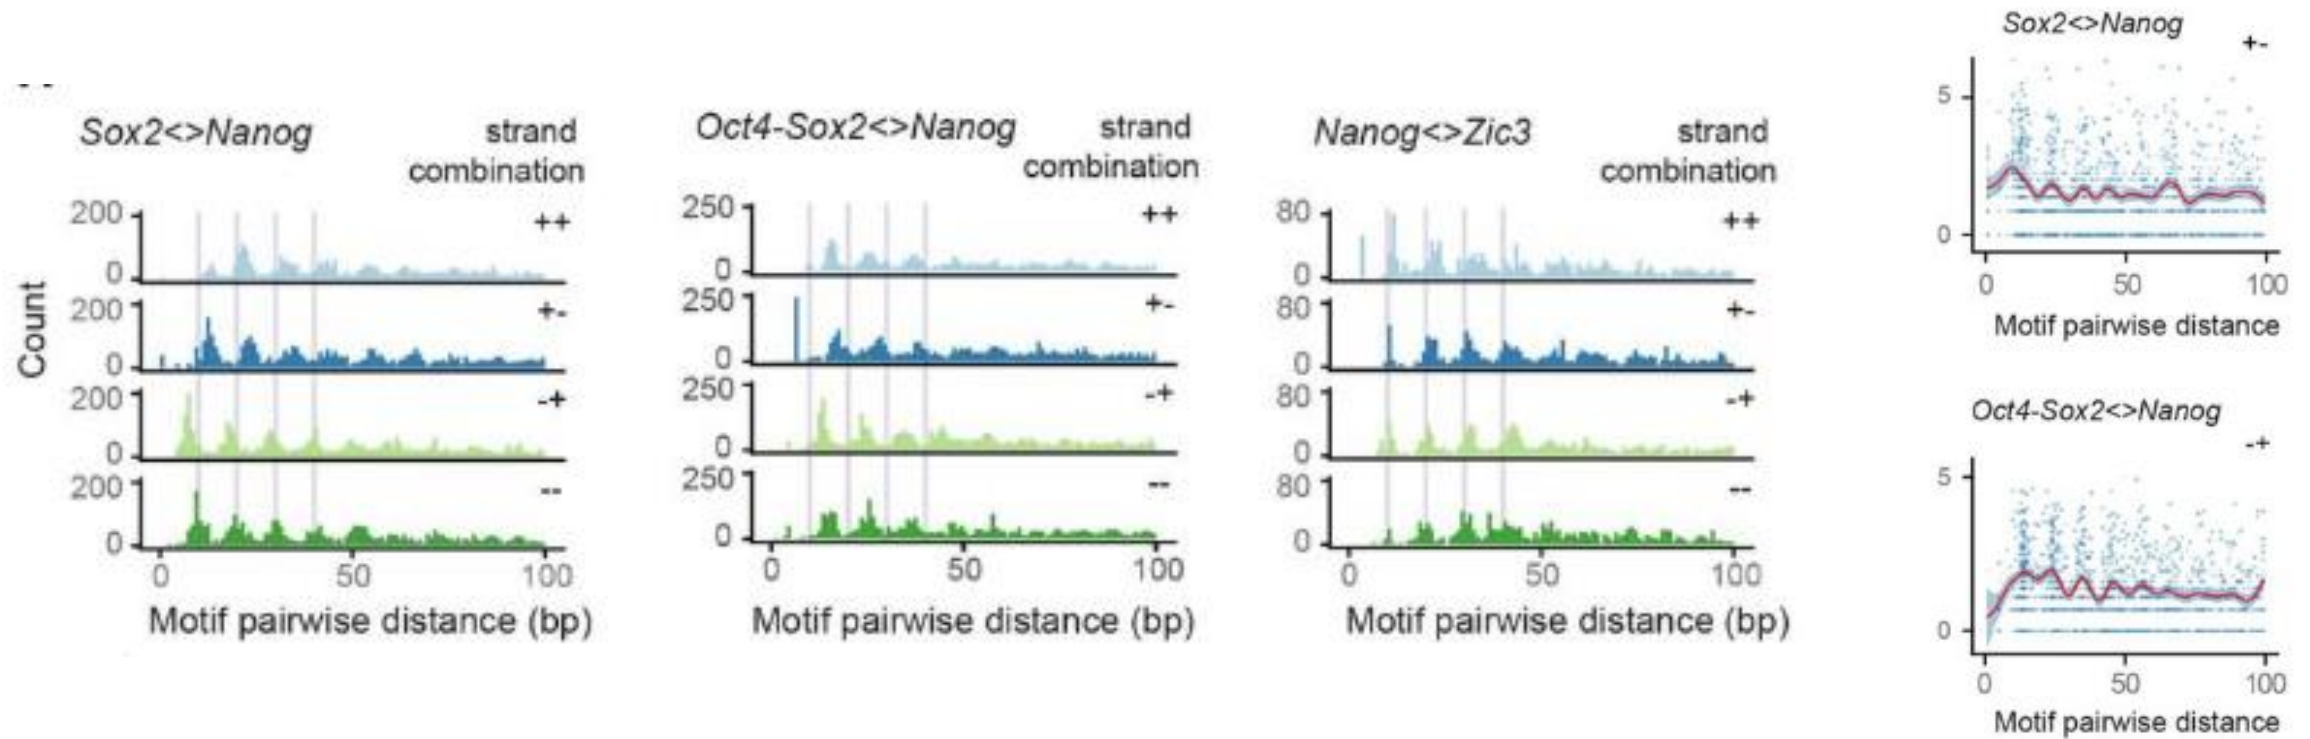 Sox2<>Nanog
strand
combination
200
0
++
200
0
+-
200
0
-+
200
0
--
Count
0 50 100
Motif pairwise distance (bp)
Oct4-Sox2<>Nanog
strand
combination
250
0
++
250
0
+-
250
0
-+
250
0
--
0 50 100
Motif pairwise distance (bp)
Nanog<>Zic3
strand
combination
80
0
++
80
0
+-
80
0
-+
80
0
--
0 50 100
Motif pairwise distance (bp)
Sox2<>Nanog
+-
5
0
0 50 100
Motif pairwise distance
Oct4-Sox2<>Nanog
-+
5
0
0 50 100
Motif pairwise distance